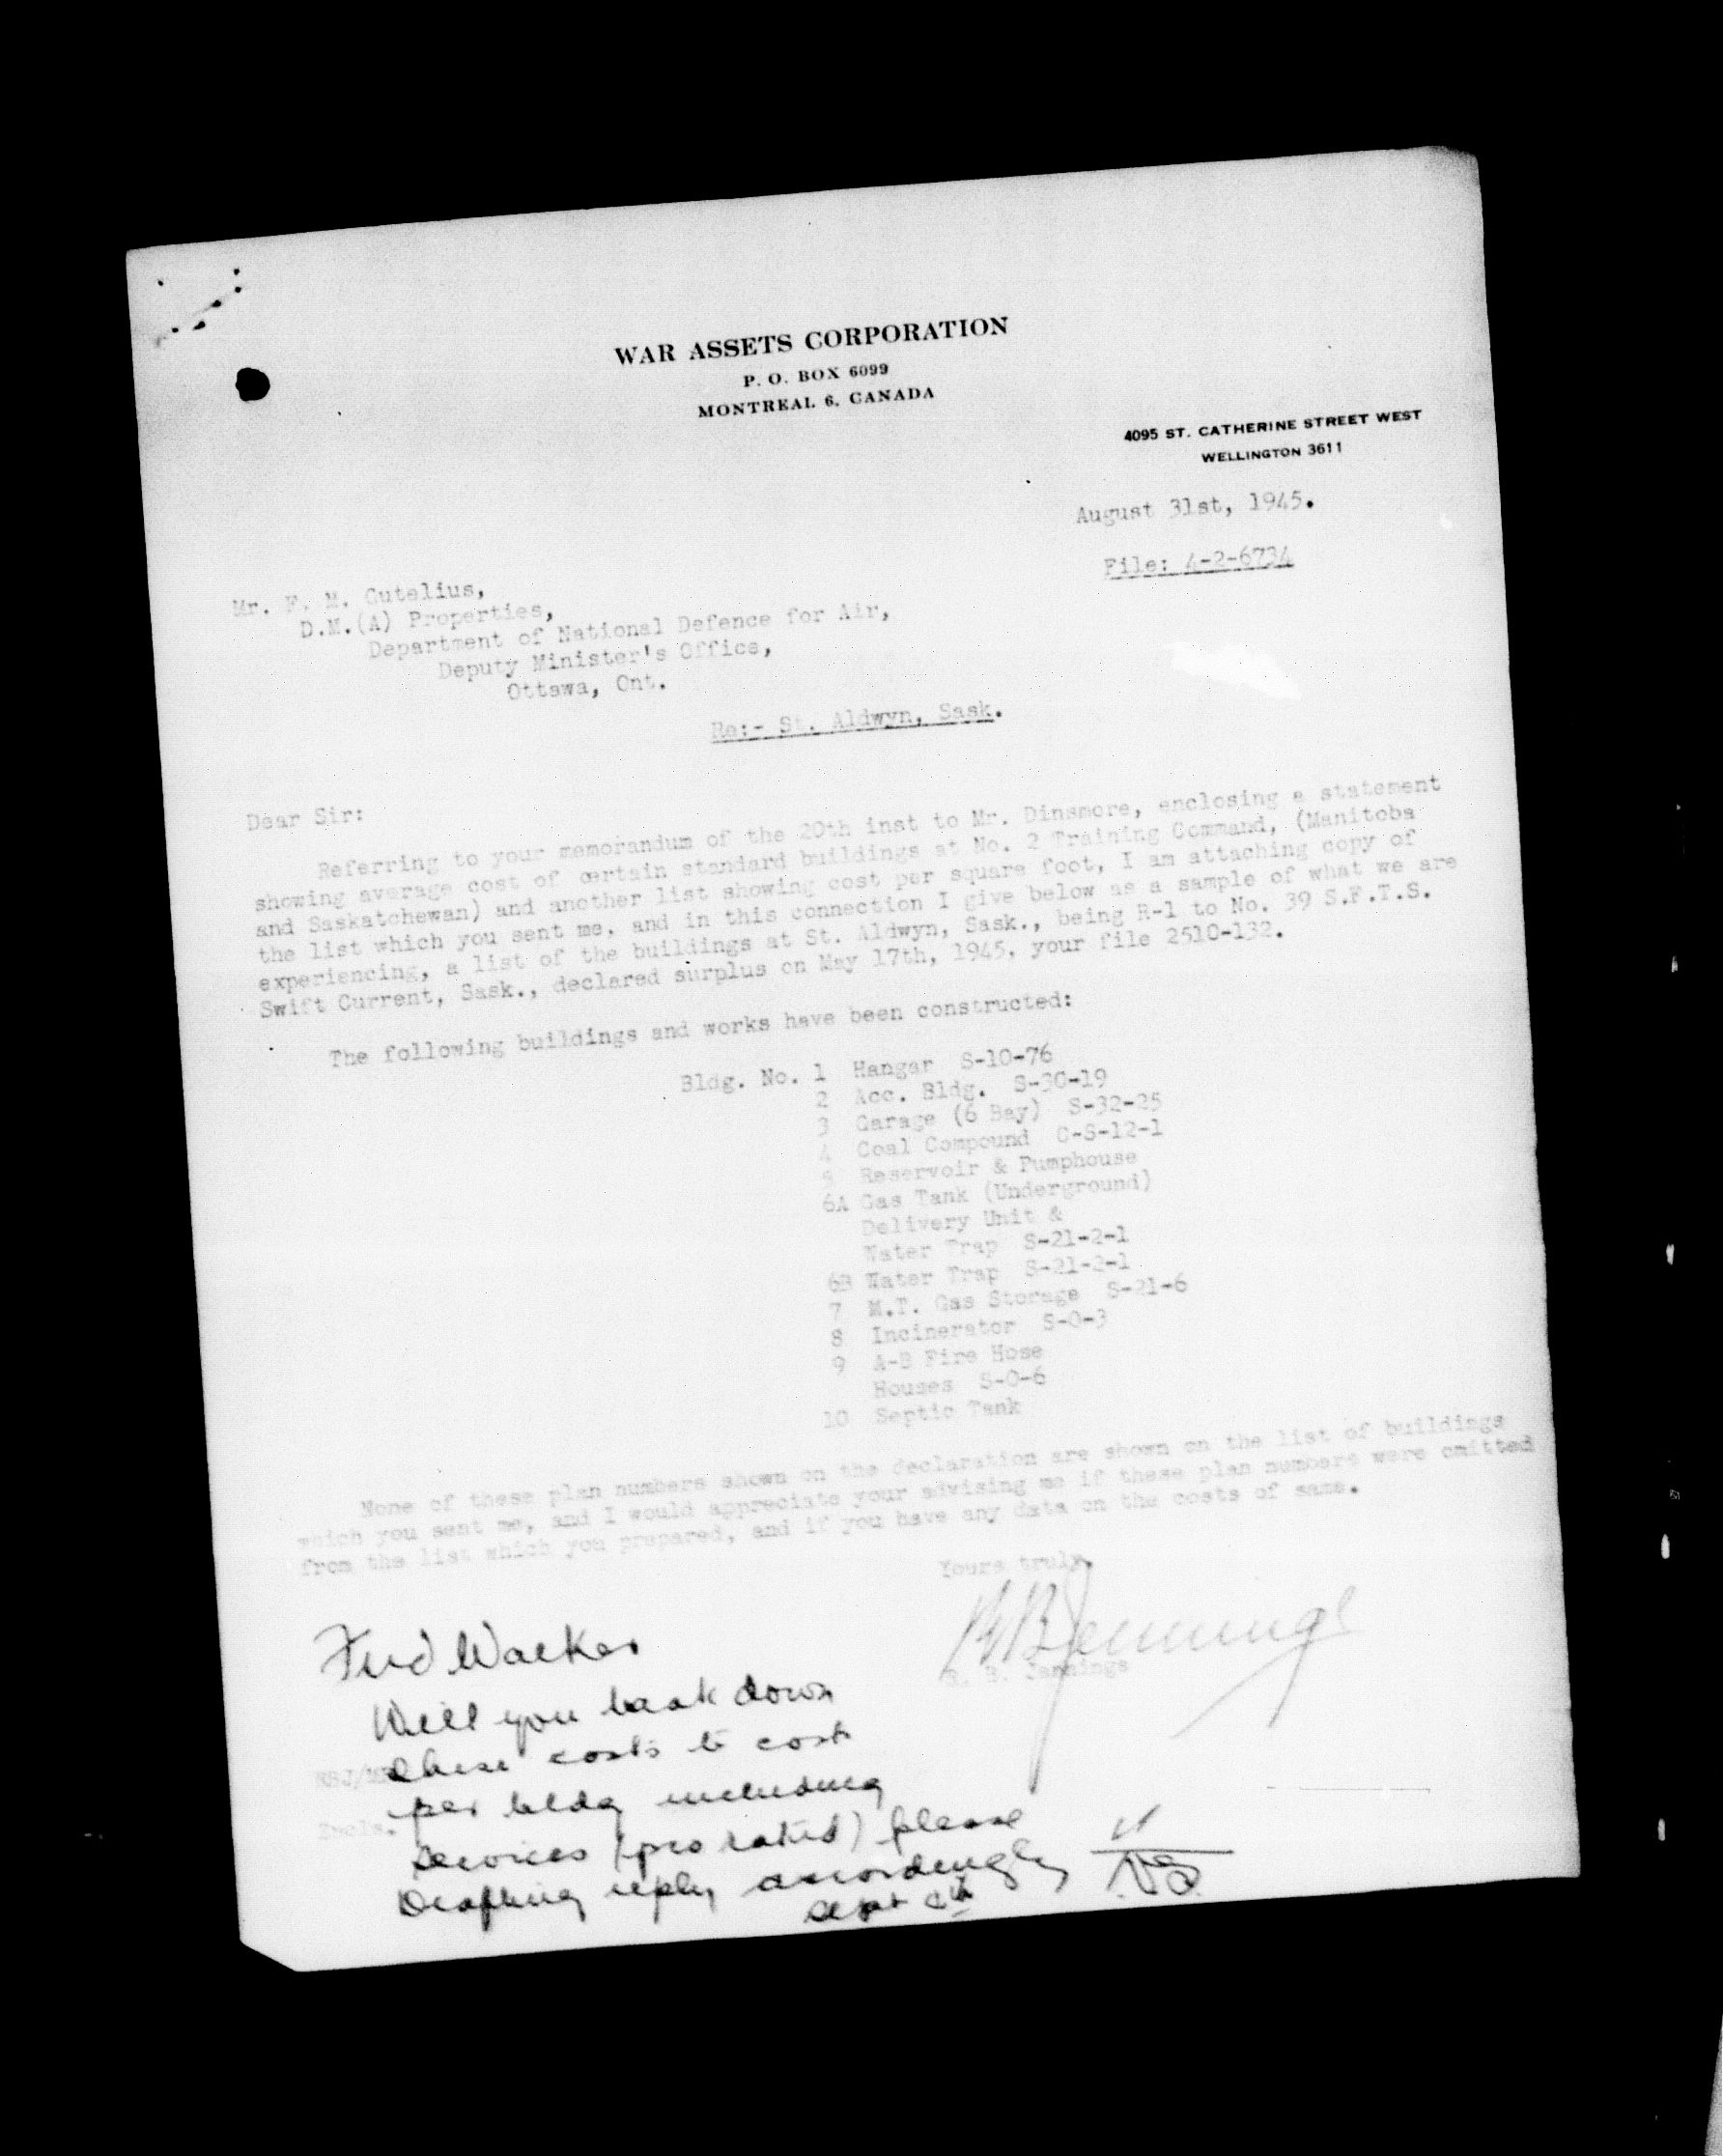 WAR ASSETS CORPORATION
P. O. BOX 6099
MONTREAL 6, CANADA
4095 ST. CATHERINE STREET WEST
WELLINGTON 3611
August 31st, 1945.
File: 4-2-6734
Mr. F. M. Gutelius,
D.M.(A) Properties,
Department of National Defence for Air,
Deputy Minister's Office,
Ottawa, Ont.
Re:- St. Aldwyn, Sask.
Dear Sir:
Referring to your memorandum of the 20th inst to Mr. Dinsmore, enclosing a statement
showing average cost of certain standard buildings at No. 2 Training Command, (Manitoba
and Saskatchewan) and another list showing cost per square foot, I am attaching copy of
the list which you sent me, and in this connection I give below as a sample of what we are
experiencing, a list of the buildings at St. Aldwyn, Sask., being R-1 to No. 39 S.F.T.S.
Swift Current, Sask., declared surplus on May 17th, 1945, your file 2510-132.
The following buildings and works have been constructed:
Bldg. No. 1 Hangar S-10-76
2 Acc. Bldg. S-30-19
3 Garage (6 Bay) S-32-25
4 Coal Compound C-S-12-1
5 Reservoir & Pumphouse
6A Gas Tank (Underground)
Delivery Unit &
Water Trap S-21-2-1
6B Water Trap S-21-2-1
7 M.T. Gas Storage S-21-6
8 Incinerator S-0-3
9 A-B Fire Hose
Houses S-0-6
10 Septic Tank
None of these plan numbers shown on the declaration are shown on the list of buildings
which you sent me, and I would appreciate your advising me if these plan numbers were omitted
from the list which you prepared, and if you have any data on the costs of same.
Yours truly,
R B Jennings
R. B. Jennings
Fred Walker
Will you break down
these costs to cost
RBJ/
per bldg including
Encls.
services (pro rated) please
Drafting reply accordingly
Sept